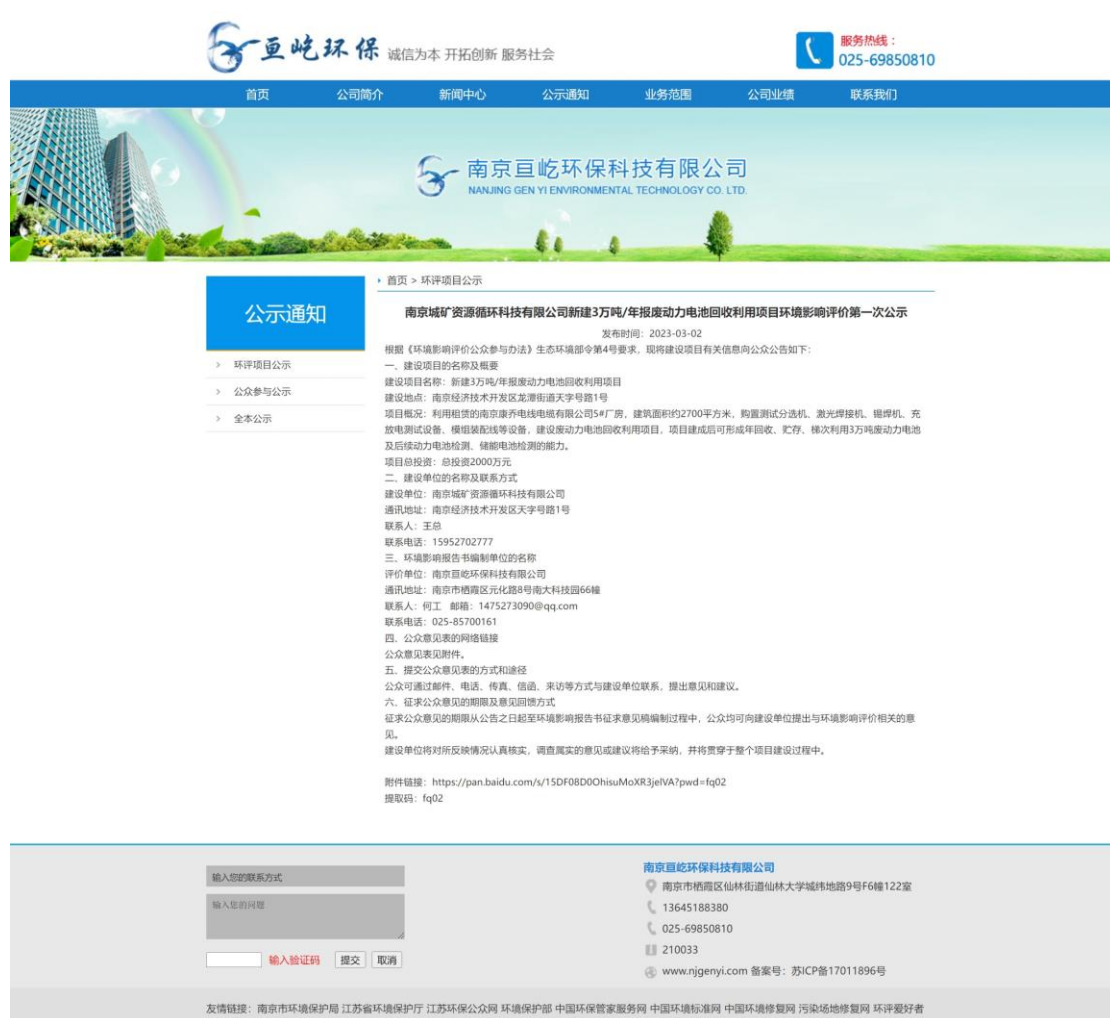 亘屹环保 诚信为本 开拓创新 服务社会
服务热线：
025-69850810
首页 公司简介 新闻中心 公示通知 业务范围 公司业绩 联系我们
南京亘屹环保科技有限公司
NANJING GEN YI ENVIRONMENTAL TECHNOLOGY CO. LTD.
公示通知
环评项目公示
公众参与公示
全本公示
首页 > 环评项目公示
南京城矿资源循环科技有限公司新建3万吨/年报废动力电池回收利用项目环境影响评价第一次公示
发布时间：2023-03-02
根据《环境影响评价公众参与办法》生态环境部令第4号要求，现将建设项目有关信息向公众公告如下：
一、建设项目的名称及概要
建设项目名称：新建3万吨/年报废动力电池回收利用项目
建设地点：南京经济技术开发区龙潭街道天字号路1号
项目概况：利用租赁的南京康乔电线电缆有限公司5#厂房，建筑面积约2700平方米，购置测试分选机、激光焊接机、锡焊机、充
放电测试设备、模组装配线等设备，建设废动力电池回收利用项目，项目建成后可形成年回收、贮存、梯次利用3万吨废动力电池
及后续动力电池检测、储能电池检测的能力。
项目总投资：总投资2000万元
二、建设单位的名称及联系方式
建设单位：南京城矿资源循环科技有限公司
通讯地址：南京经济技术开发区天字号路1号
联系人：王总
联系电话：15952702777
三、环境影响报告书编制单位的名称
评价单位：南京亘屹环保科技有限公司
通讯地址：南京市栖霞区元化路8号南大科技园66幢
联系人：何工 邮箱：1475273090@qq.com
联系电话：025-85700161
四、公众意见表的网络链接
公众意见表见附件。
五、提交公众意见表的方式和途径
公众可通过邮件、电话、传真、信函、来访等方式与建设单位联系，提出意见和建议。
六、征求公众意见的期限及意见回馈方式
征求公众意见的期限从公告之日起至环境影响报告书征求意见稿编制过程中，公众均可向建设单位提出与环境影响评价相关的意
见。
建设单位将对所反映情况认真核实，调查属实的意见或建议将给予采纳，并将贯穿于整个项目建设过程中。
附件链接：https://pan.baidu.com/s/15DF08D0OhisuMoXR3jelVA?pwd=fq02
提取码：fq02
输入您的联系方式
输入您的问题
输入验证码 提交 取消
南京亘屹环保科技有限公司
南京市栖霞区仙林街道仙林大学城纬地路9号F6幢122室
13645188380
025-69850810
210033
www.njgenyi.com 备案号：苏ICP备17011896号
友情链接：南京市环境保护局 江苏省环境保护厅 江苏环保公众网 环境保护部 中国环保管家服务网 中国环境标准网 中国环境修复网 污染场地修复网 环评爱好者